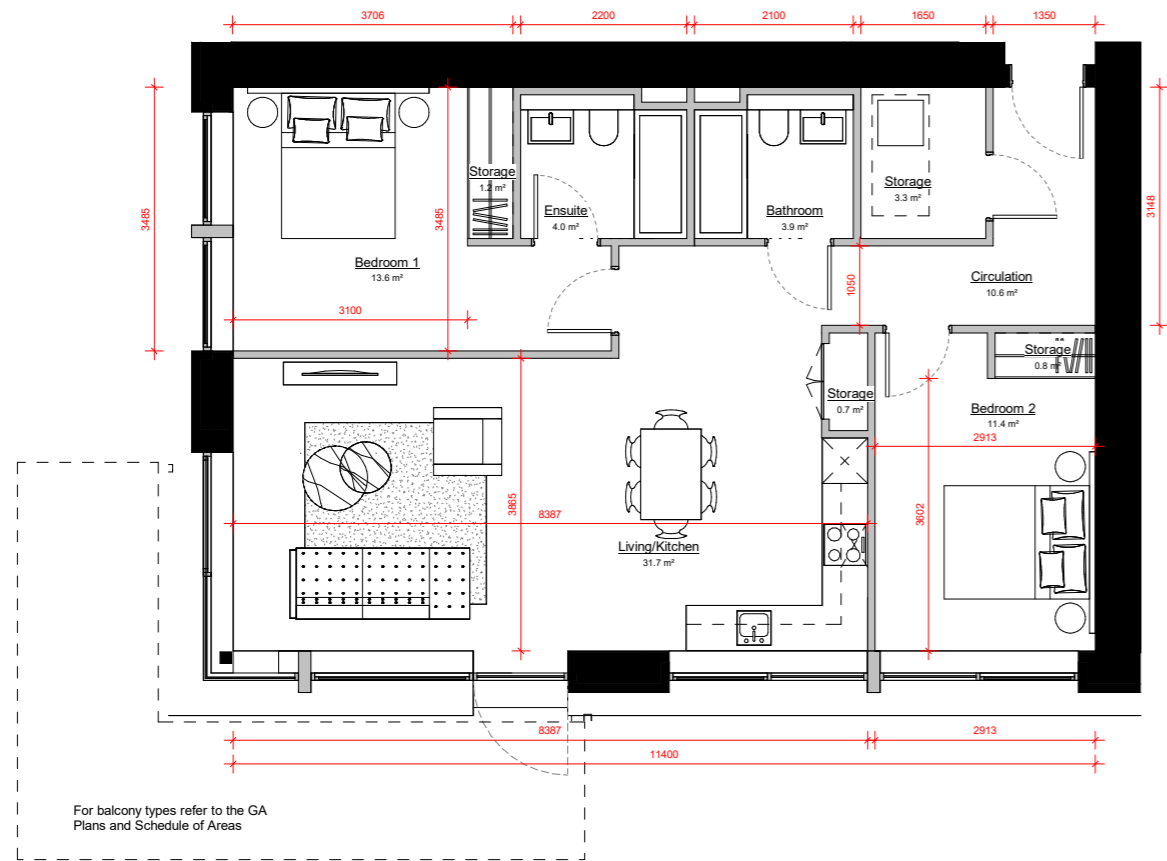 3706
2200
2100
1650
1350
3485
3485
3148
Storage
1.2 m²
Ensuite
4.0 m²
Bathroom
3.9 m²
Storage
3.3 m²
Bedroom 1
13.6 m²
Circulation
10.6 m²
1050
3100
Storage
0.8 m²
Storage
0.7 m²
Bedroom 2
11.4 m²
2913
3865
8387
3602
Living/Kitchen
31.7 m²
8387
2913
11400
For balcony types refer to the GA
Plans and Schedule of Areas